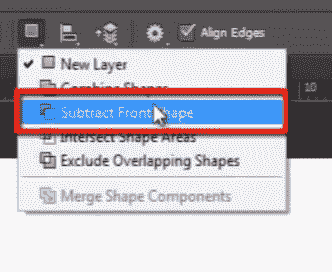 Align Edges
New Layer
Combine Shapes
10
Subtract Front Shape
Intersect Shape Areas
Exclude Overlapping Shapes
Merge Shape Components